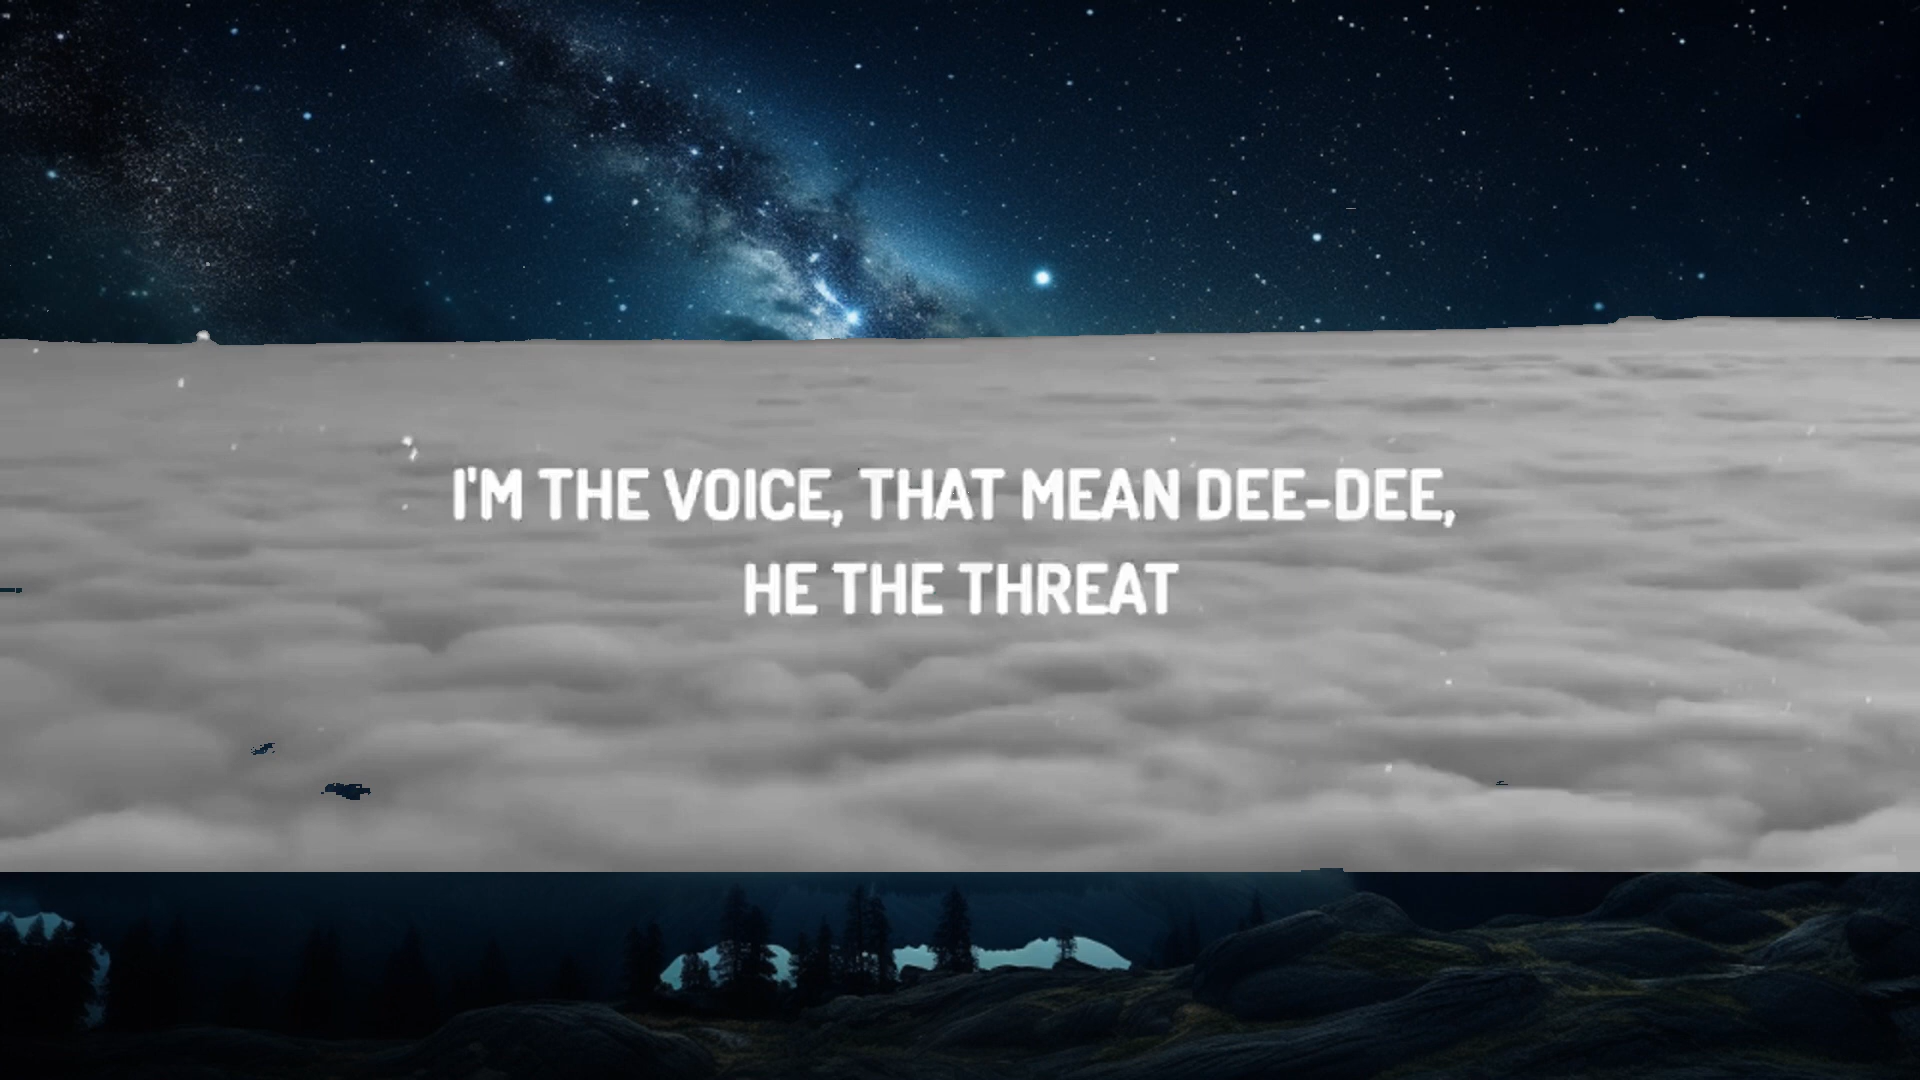 I'M THE VOICE, THAT MEAN DEE-DEE,
HE THE THREAT